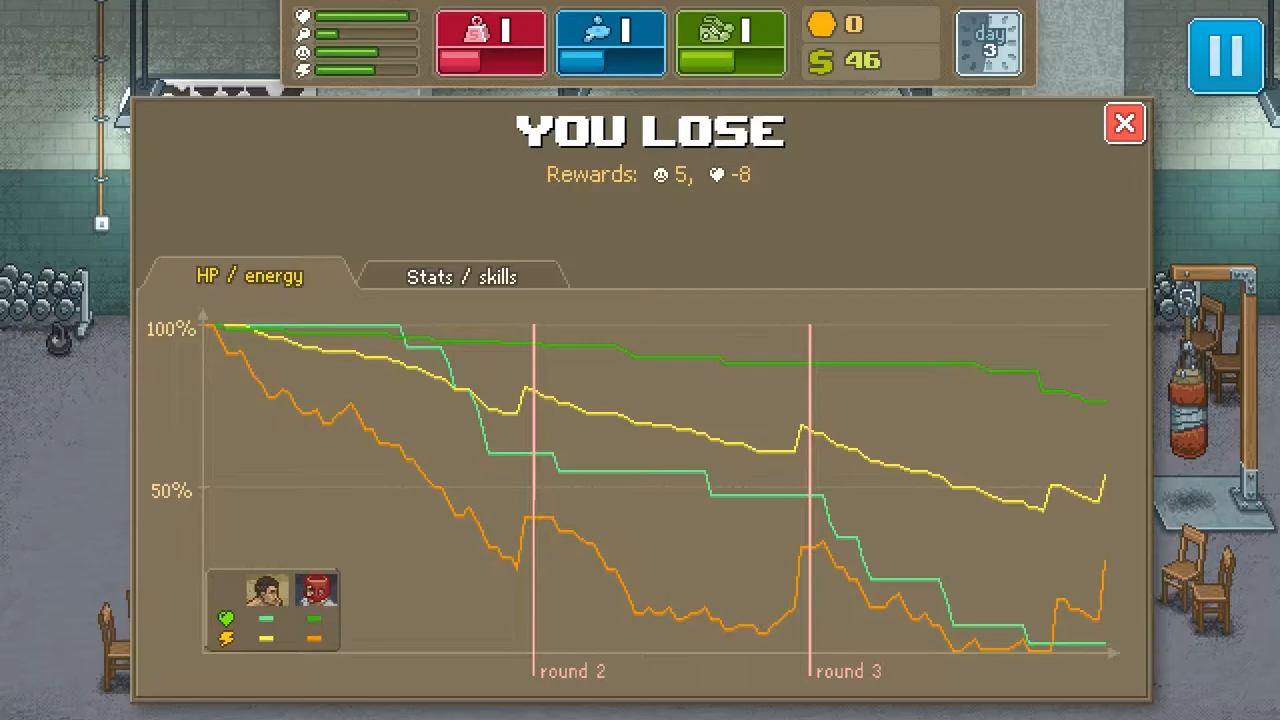 1
1
1
0
46
day
3
YOU LOSE
Rewards: 5, -8
HP / energy
Stats / skills
100%
50%
round 2
round 3